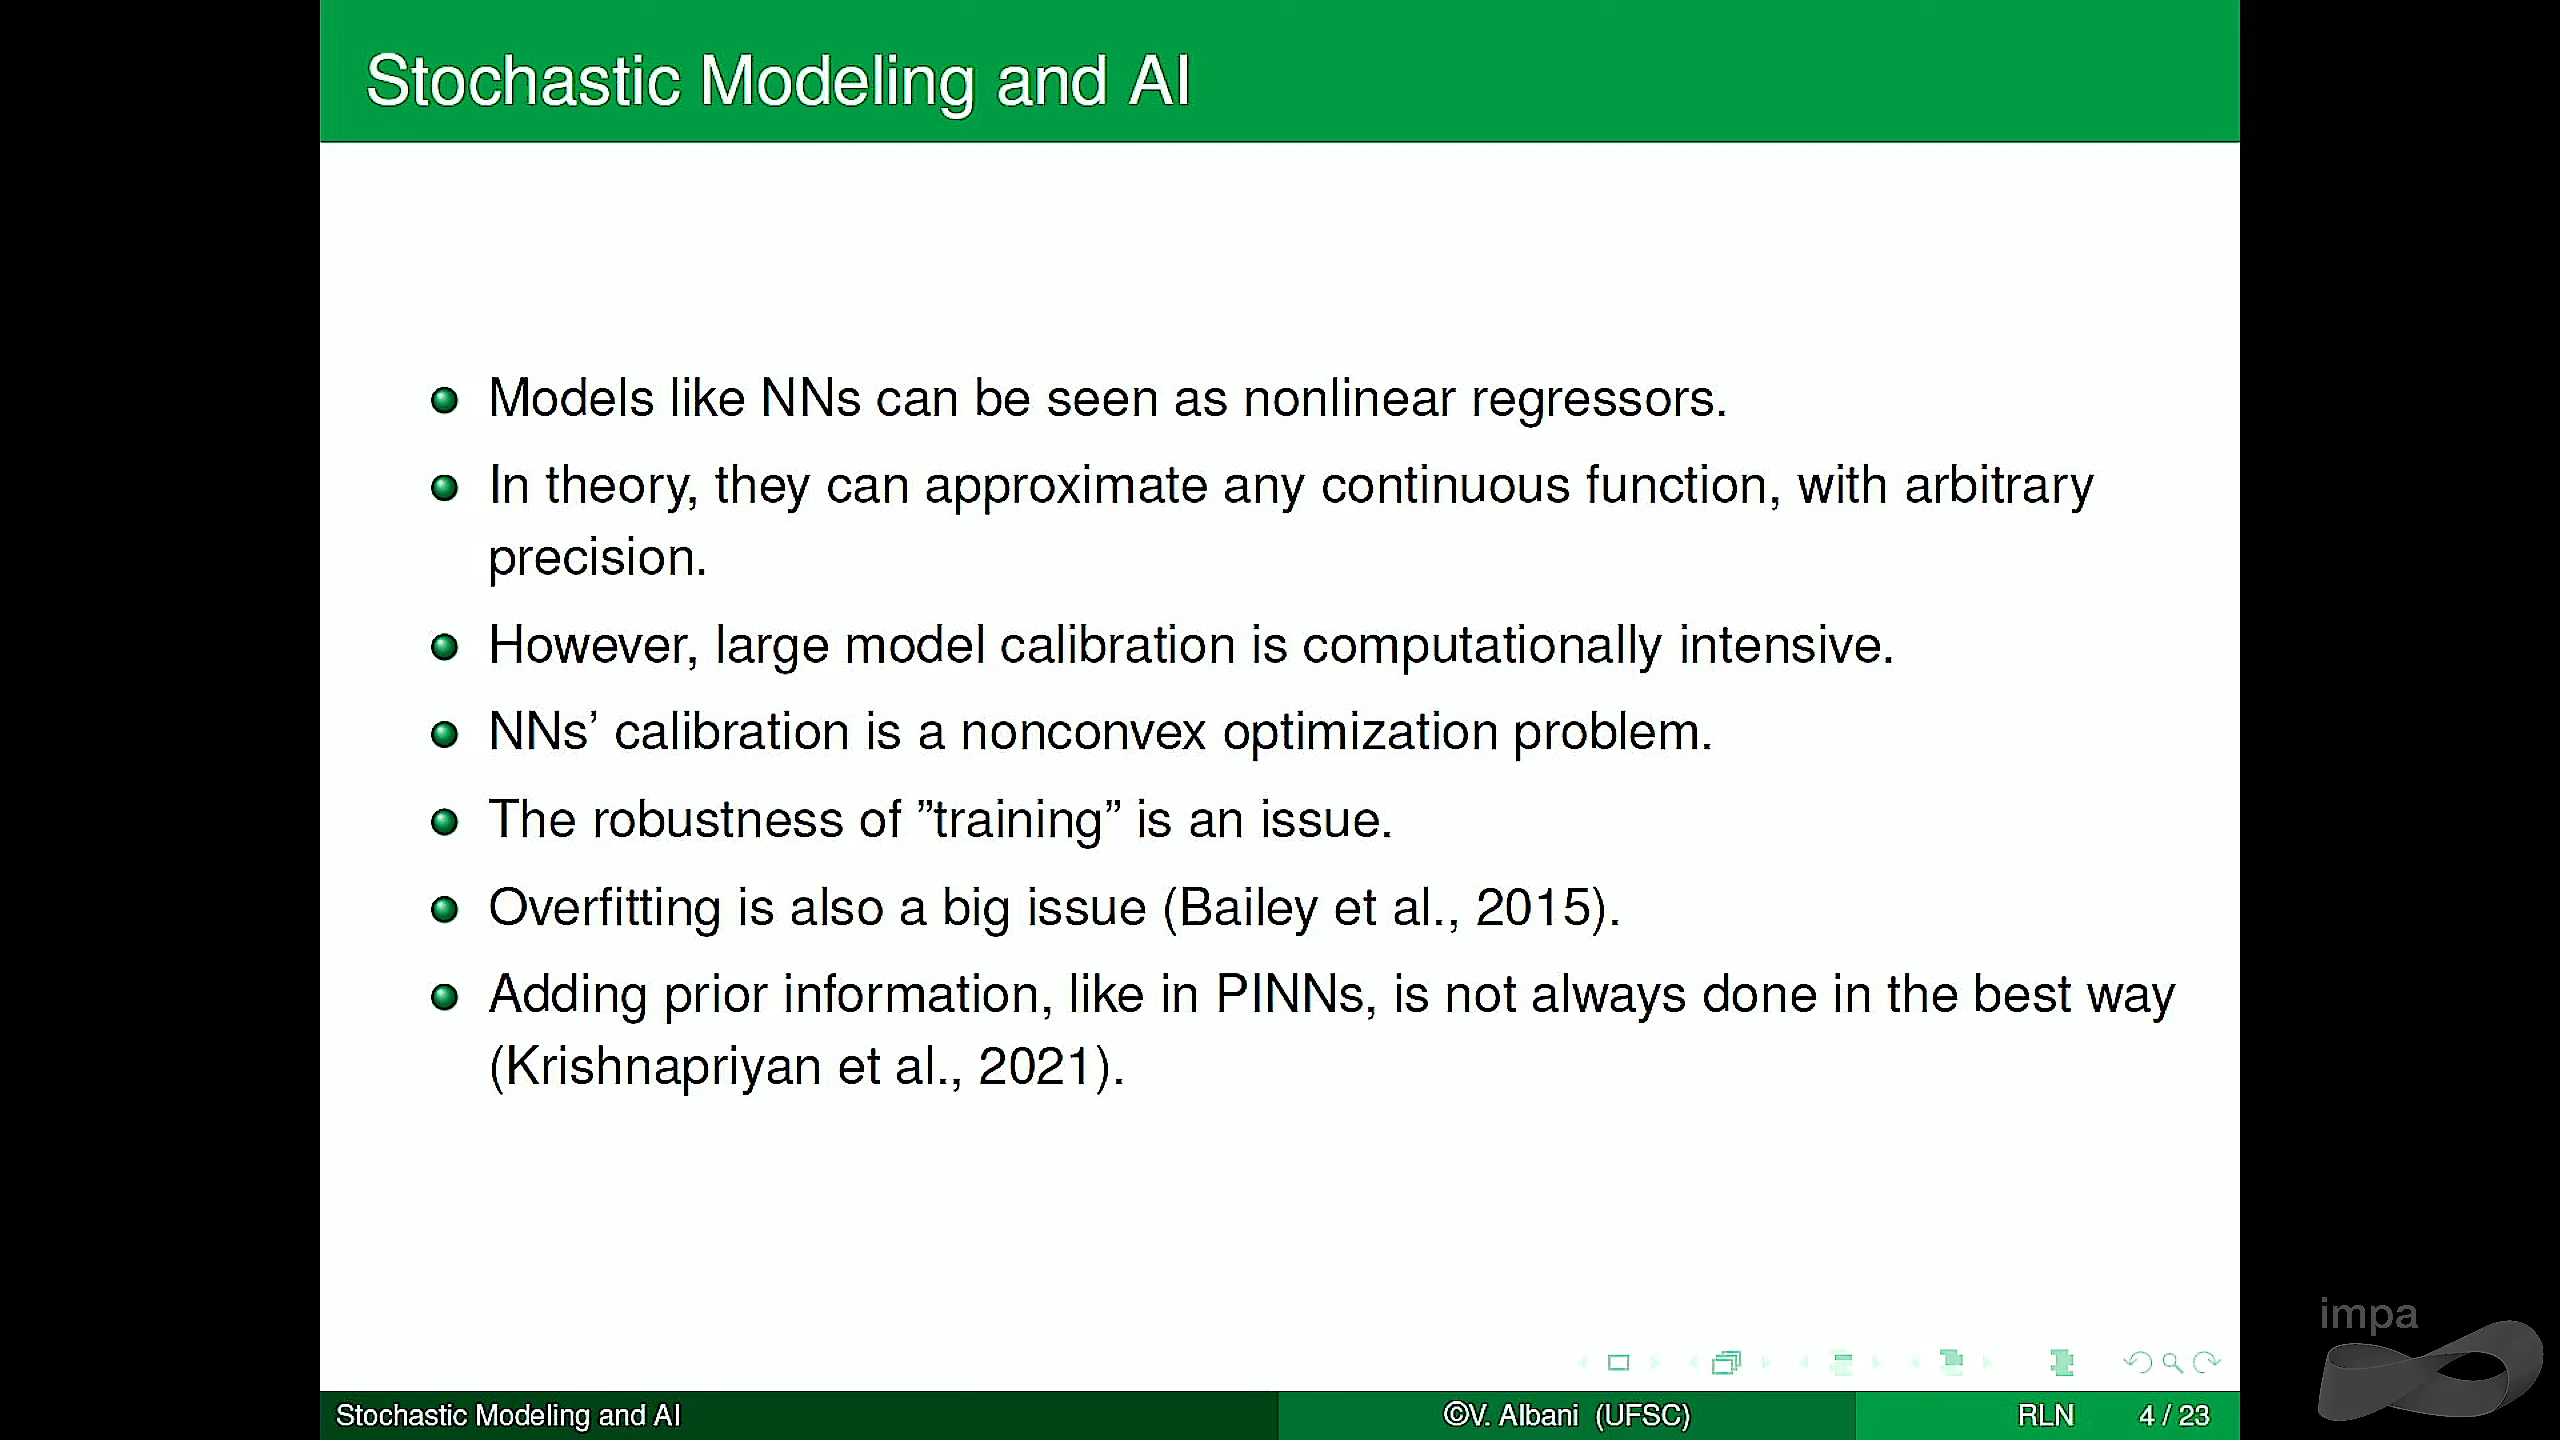 Stochastic Modeling and AI
Models like NNs can be seen as nonlinear regressors.
In theory, they can approximate any continuous function, with arbitrary
precision.
However, large model calibration is computationally intensive.
NNs’ calibration is a nonconvex optimization problem.
The robustness of ”training” is an issue.
Overfitting is also a big issue (Bailey et al., 2015).
Adding prior information, like in PINNs, is not always done in the best way
(Krishnapriyan et al., 2021).
impa
Stochastic Modeling and AI ©V. Albani (UFSC) RLN 4 / 23